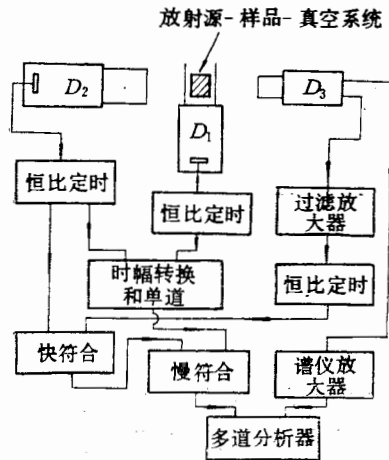 放射源-样品-真空系统
D₂
D₁
D₃
恒比定时
恒比定时
过滤放
大器
时幅转换
和单道
恒比定时
快符合
慢符合
谱仪放
大器
多道分析器